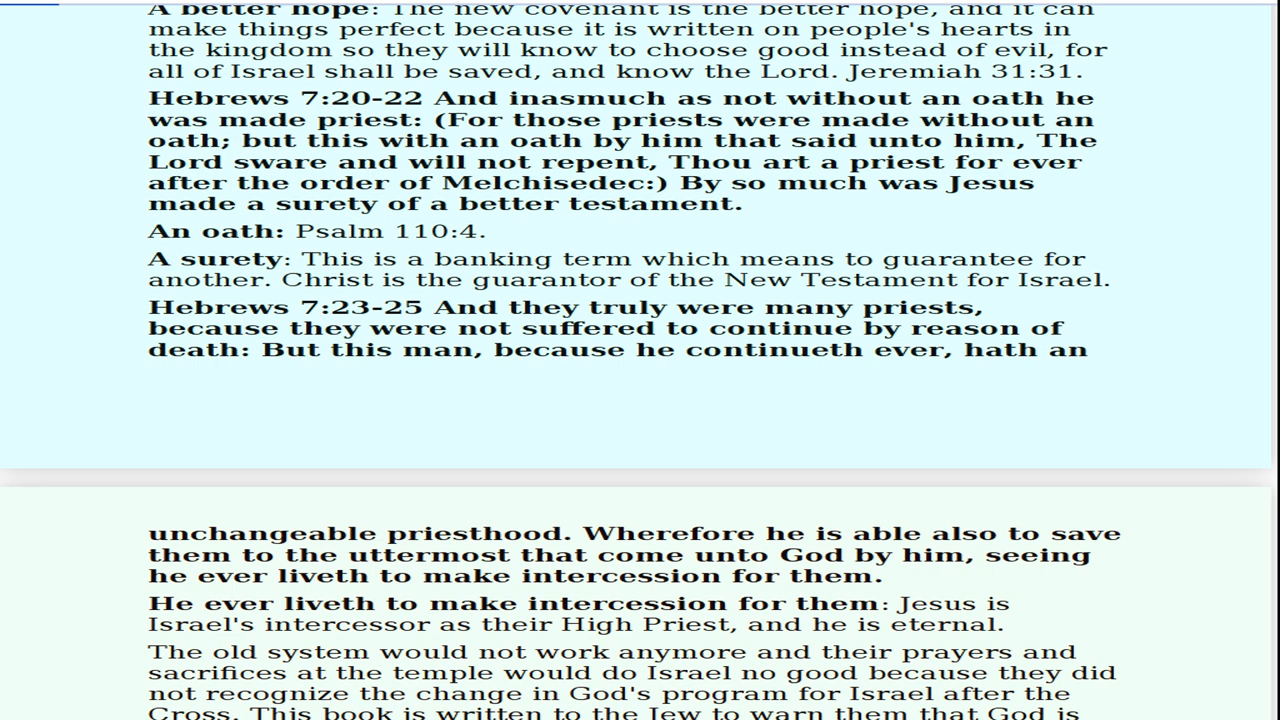 A better hope: The new covenant is the better hope, and it can
make things perfect because it is written on people's hearts in
the kingdom so they will know to choose good instead of evil, for
all of Israel shall be saved, and know the Lord. Jeremiah 31:31.
Hebrews 7:20-22 And inasmuch as not without an oath he
was made priest: (For those priests were made without an
oath; but this with an oath by him that said unto him, The
Lord sware and will not repent, Thou art a priest for ever
after the order of Melchisedec:) By so much was Jesus
made a surety of a better testament.
An oath: Psalm 110:4.
A surety: This is a banking term which means to guarantee for
another. Christ is the guarantor of the New Testament for Israel.
Hebrews 7:23-25 And they truly were many priests,
because they were not suffered to continue by reason of
death: But this man, because he continueth ever, hath an
unchangeable priesthood. Wherefore he is able also to save
them to the uttermost that come unto God by him, seeing
he ever liveth to make intercession for them.
He ever liveth to make intercession for them: Jesus is
Israel's intercessor as their High Priest, and he is eternal.
The old system would not work anymore and their prayers and
sacrifices at the temple would do Israel no good because they did
not recognize the change in God's program for Israel after the
Cross. This book is written to the Jew to warn them that God is